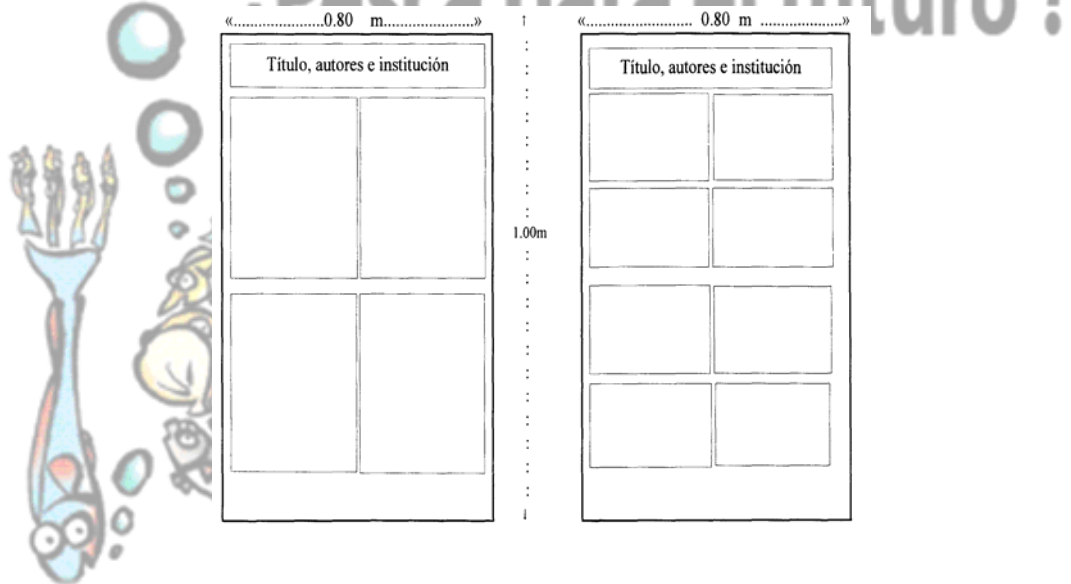 «.....................0.80 m.....................»
«........................ 0.80 m ...................»
Título, autores e institución
Título, autores e institución
1.00m